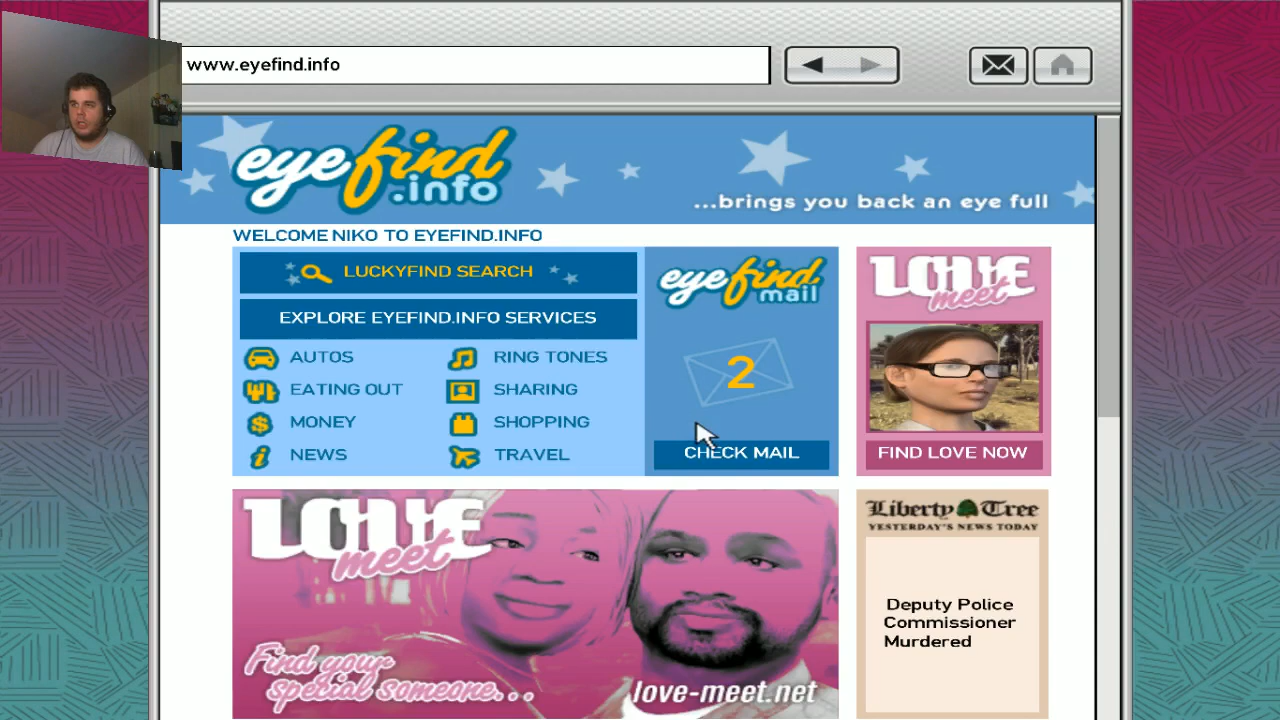 www.eyefind.info
eyefind
.info
...brings you back an eye full
WELCOME NIKO TO EYEFIND.INFO
LUCKYFIND SEARCH
EXPLORE EYEFIND.INFO SERVICES
AUTOS
RING TONES
EATING OUT
SHARING
MONEY
SHOPPING
NEWS
TRAVEL
eyefind
mail
2
CHECK MAIL
LOVE
meet
FIND LOVE NOW
LOVE
meet
Find your
special someone...
love-meet.net
Liberty Tree
YESTERDAY'S NEWS TODAY
Deputy Police
Commissioner
Murdered